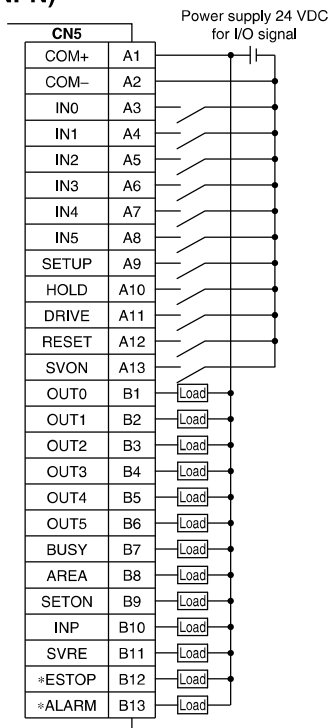 Power supply 24 VDC
for I/O signal
CN5
COM+ A1
COM– A2
IN0 A3
IN1 A4
IN2 A5
IN3 A6
IN4 A7
IN5 A8
SETUP A9
HOLD A10
DRIVE A11
RESET A12
SVON A13
OUT0 B1 Load
OUT1 B2 Load
OUT2 B3 Load
OUT3 B4 Load
OUT4 B5 Load
OUT5 B6 Load
BUSY B7 Load
AREA B8 Load
SETON B9 Load
INP B10 Load
SVRE B11 Load
*ESTOP B12 Load
*ALARM B13 Load